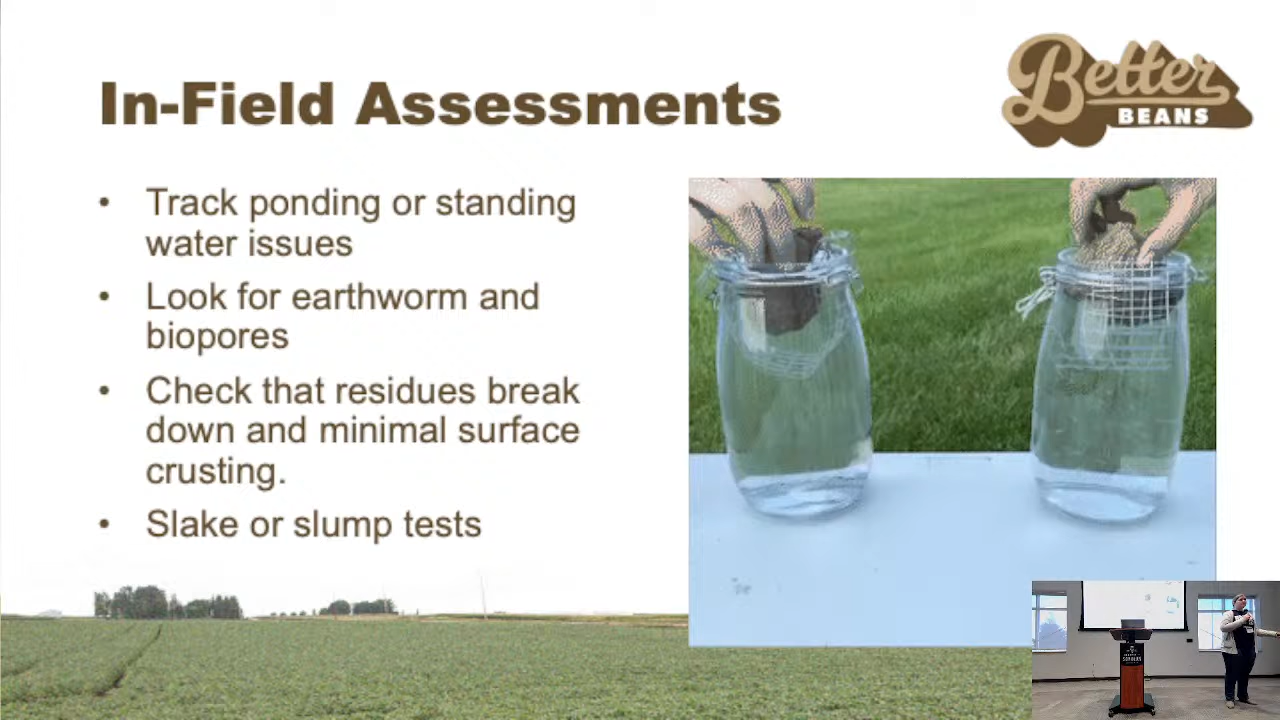 In-Field Assessments
Better
BEANS
• Track ponding or standing
water issues
• Look for earthworm and
biopores
• Check that residues break
down and minimal surface
crusting.
• Slake or slump tests